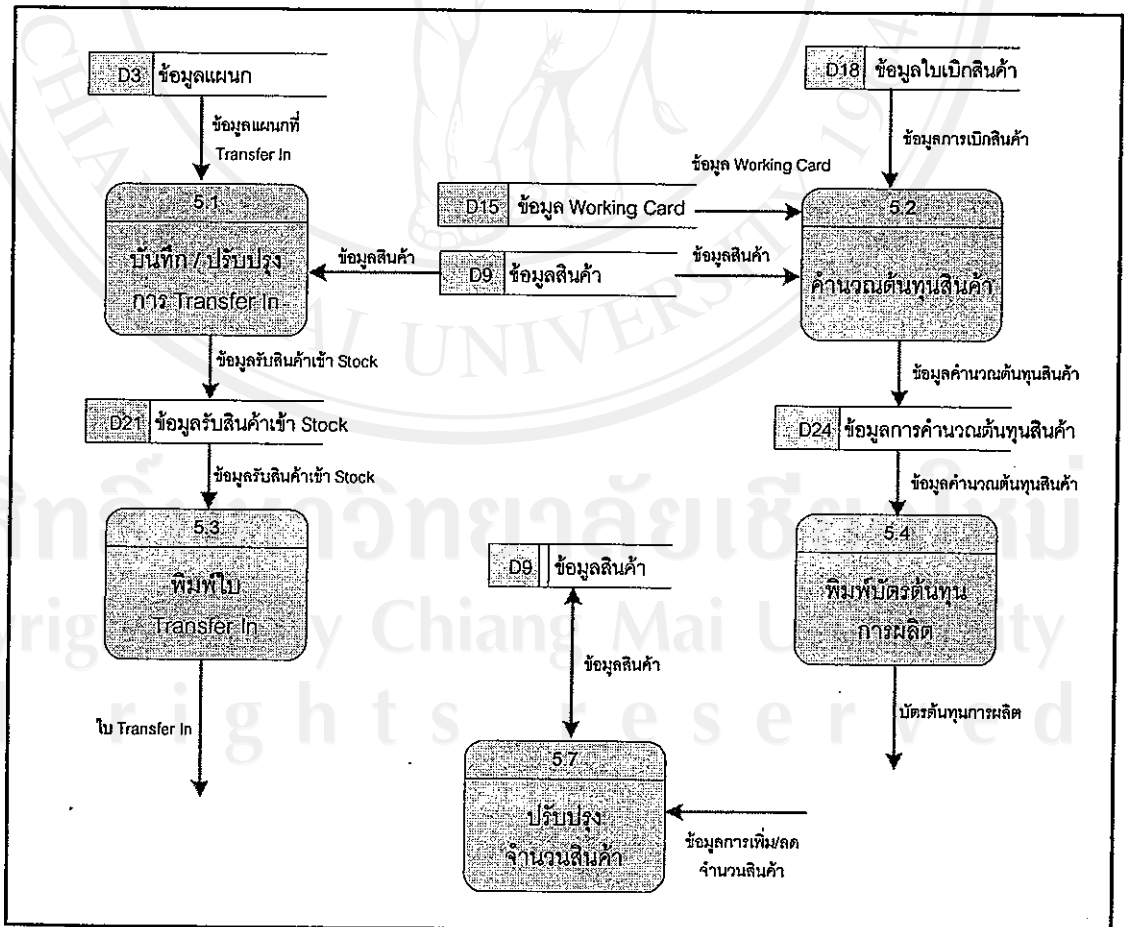 D3 ข้อมูลแผนก
ข้อมูลแผนกที่
Transfer In
5.1
บันทึก / ปรับปรุง
การ Transfer In
ข้อมูลรับสินค้าเข้า Stock
D21 ข้อมูลรับสินค้าเข้า Stock
ข้อมูลรับสินค้าเข้า Stock
5.3
พิมพ์ใบ
Transfer In
ใบ Transfer In
D15 ข้อมูล Working Card
ข้อมูล Working Card
ข้อมูลสินค้า
D9 ข้อมูลสินค้า
ข้อมูลสินค้า
D18 ข้อมูลใบเบิกสินค้า
ข้อมูลการเบิกสินค้า
5.2
คำนวณต้นทุนสินค้า
ข้อมูลคำนวณต้นทุนสินค้า
D24 ข้อมูลการคำนวณต้นทุนสินค้า
ข้อมูลคำนวณต้นทุนสินค้า
5.4
พิมพ์บัตรต้นทุน
การผลิต
บัตรต้นทุนการผลิต
D9 ข้อมูลสินค้า
ข้อมูลสินค้า
5.7
ปรับปรุง
จำนวนสินค้า
ข้อมูลการเพิ่ม/ลด
จำนวนสินค้า
UNIVERSITY 1964
Chiang Mai
rights reserved